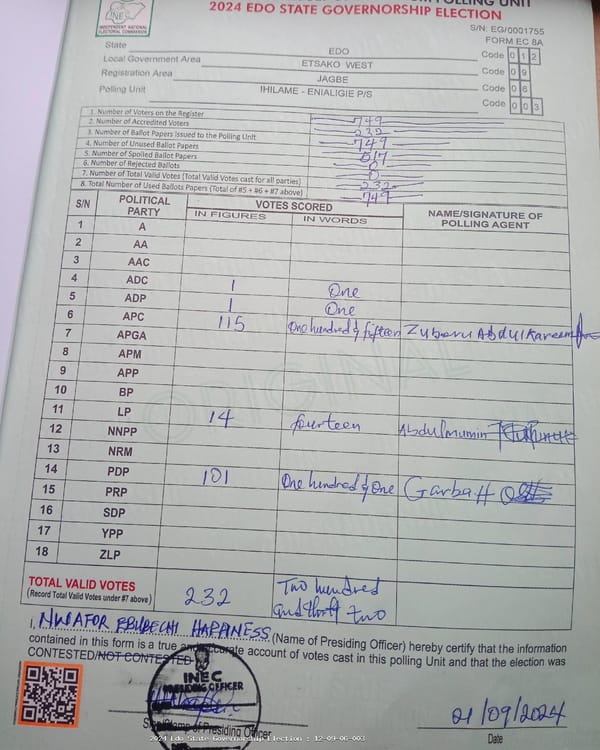 POLLING UNIT
2024 EDO STATE GOVERNORSHIP ELECTION
INEC
INDEPENDENT NATIONAL
ELECTORAL COMMISSION
S/N: EG/0001755
FORM EC 8A
State EDO Code 0 1 2
Local Government Area ETSAKO WEST Code 0 9
Registration Area JAGBE Code 0 6
Polling Unit IHILAME - ENIALIGIE P/S Code 0 0 3
1. Number of Voters on the Register 749
2. Number of Accredited Voters 232
3. Number of Ballot Papers Issued to the Polling Unit 749
4. Number of Unused Ballot Papers 517
5. Number of Spoiled Ballot Papers 0
6. Number of Rejected Ballots 0
7. Number of Total Valid Votes (Total Valid Votes cast for all parties) 232
8. Total Number of Used Ballots Papers (Total of #5 + #6 + #7 above) 749
S/N POLITICAL PARTY VOTES SCORED NAME/SIGNATURE OF POLLING AGENT
IN FIGURES IN WORDS
1 A
2 AA
3 AAC
4 ADC 1 One
5 ADP 1 One
6 APC 115 One hundred & fifteen Zuberu Abdulkareem
7 APGA
8 APM
9 APP
10 BP
11 LP 14 fourteen Abdulmumin
12 NNPP
13 NRM
14 PDP 101 One hundred & One Garba H
15 PRP
16 SDP
17 YPP
18 ZLP
ORIGINAL
TOTAL VALID VOTES 232 Two hundred
(Record Total Valid Votes under #7 above) and thirt two
I, NWAFOR EBUBECHI HAPPINESS (Name of Presiding Officer) hereby certify that the information
contained in this form is a true and accurate account of votes cast in this polling Unit and that the election was
CONTESTED/NOT CONTESTED
INEC
PRESIDING OFFICER
01/09/2024
Stamp of Presiding Officer Date
2024 Edo State Governorship Election : 12-09-06-003